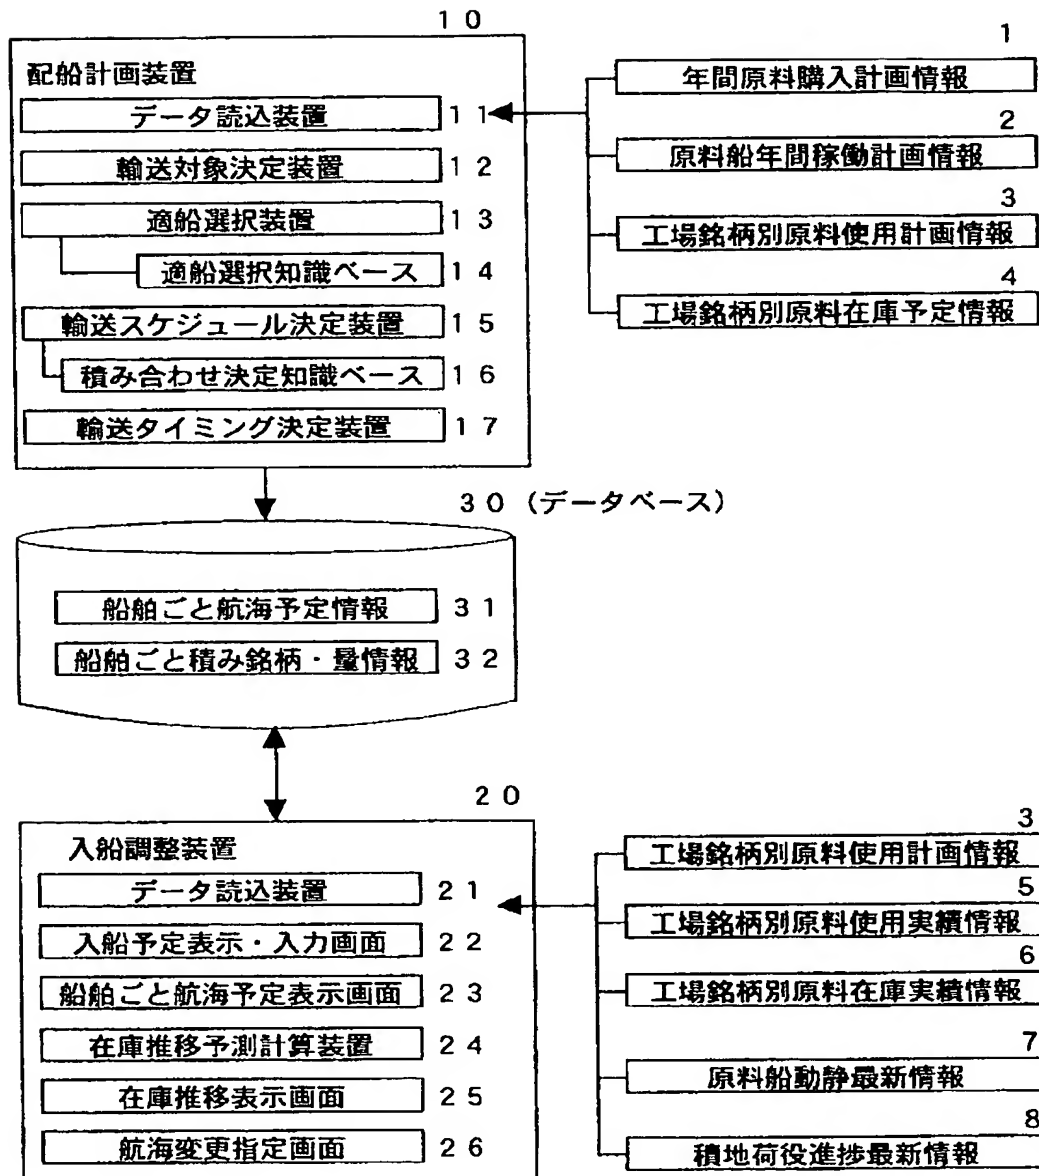 10
配船計画装置
データ読込装置 11
輸送対象決定装置 12
適船選択装置 13
適船選択知識ベース 14
輸送スケジュール決定装置 15
積み合わせ決定知識ベース 16
輸送タイミング決定装置 17
1
年間原料購入計画情報
2
原料船年間稼働計画情報
3
工場銘柄別原料使用計画情報
4
工場銘柄別原料在庫予定情報
30(データベース)
船舶ごと航海予定情報 31
船舶ごと積み銘柄・量情報 32
20
入船調整装置
データ読込装置 21
入船予定表示・入力画面 22
船舶ごと航海予定表示画面 23
在庫推移予測計算装置 24
在庫推移表示画面 25
航海変更指定画面 26
3
工場銘柄別原料使用計画情報
5
工場銘柄別原料使用実績情報
6
工場銘柄別原料在庫実績情報
7
原料船動静最新情報
8
積地荷役進捗最新情報